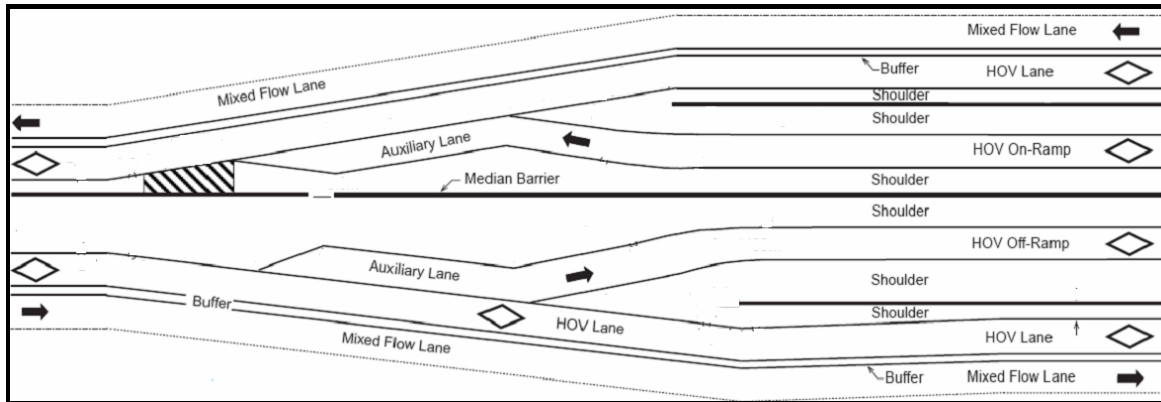 Mixed Flow Lane
Buffer
HOV Lane
Mixed Flow Lane
Shoulder
Shoulder
Auxiliary Lane
HOV On-Ramp
Median Barrier
Shoulder
Shoulder
HOV Off-Ramp
Auxiliary Lane
Buffer
Shoulder
HOV Lane
HOV Lane
Mixed Flow Lane
Buffer
Mixed Flow Lane